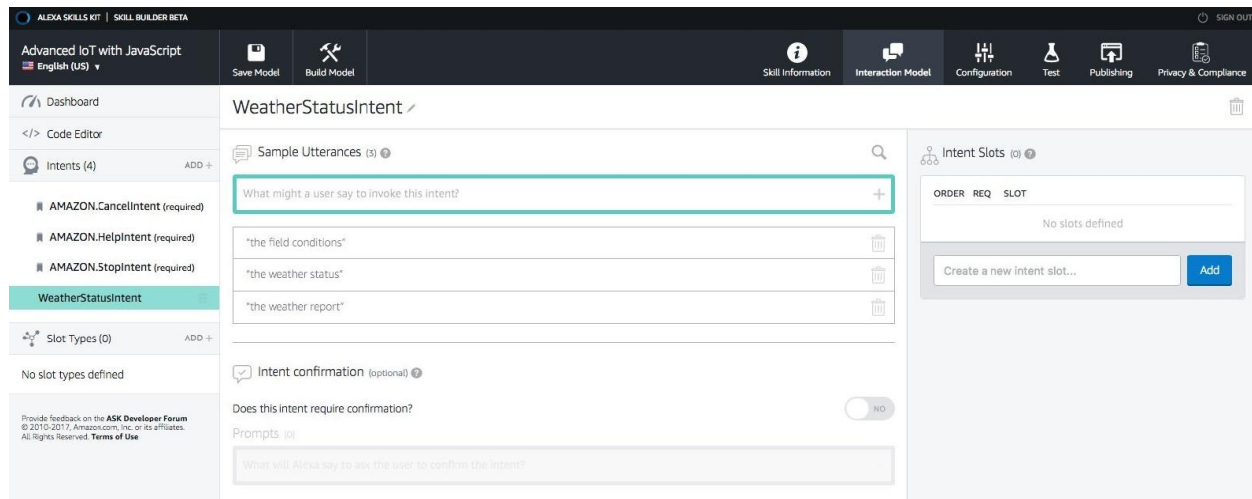 ALEXA SKILLS KIT | SKILL BUILDER BETA
SIGN OUT
Advanced IoT with JavaScript
English (US)
Save Model
Build Model
Skill Information
Interaction Model
Configuration
Test
Publishing
Privacy & Compliance
Dashboard
</> Code Editor
Intents (4) ADD +
AMAZON.CancelIntent (required)
AMAZON.HelpIntent (required)
AMAZON.StopIntent (required)
WeatherStatusIntent
Slot Types (0) ADD +
No slot types defined
Provide feedback on the ASK Developer Forum
© 2010-2017, Amazon.com, Inc. or its affiliates.
All Rights Reserved. Terms of Use
WeatherStatusIntent
Sample Utterances (3)
What might a user say to invoke this intent?
"the field conditions"
"the weather status"
"the weather report"
Intent confirmation (optional)
Does this intent require confirmation? NO
Prompts (0)
What will Alexa say to ask the user to confirm the intent?
Intent Slots (0)
ORDER REQ SLOT
No slots defined
Create a new intent slot... Add